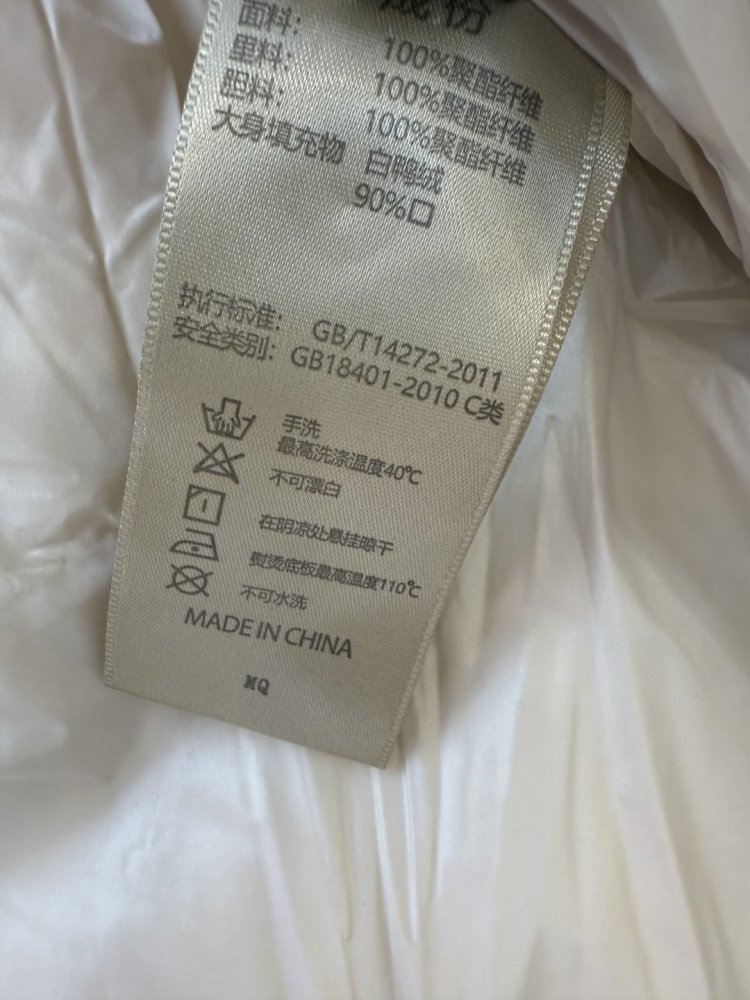 成份
面料: 100%聚酯纤维
里料: 100%聚酯纤维
胆料: 100%聚酯纤维
大身填充物 白鸭绒
90%口
执行标准: GB/T14272-2011
安全类别: GB18401-2010 C类
手洗
最高洗涤温度40℃
不可漂白
在阴凉处悬挂晾干
熨烫底板最高温度110℃
不可水洗
MADE IN CHINA
MQ